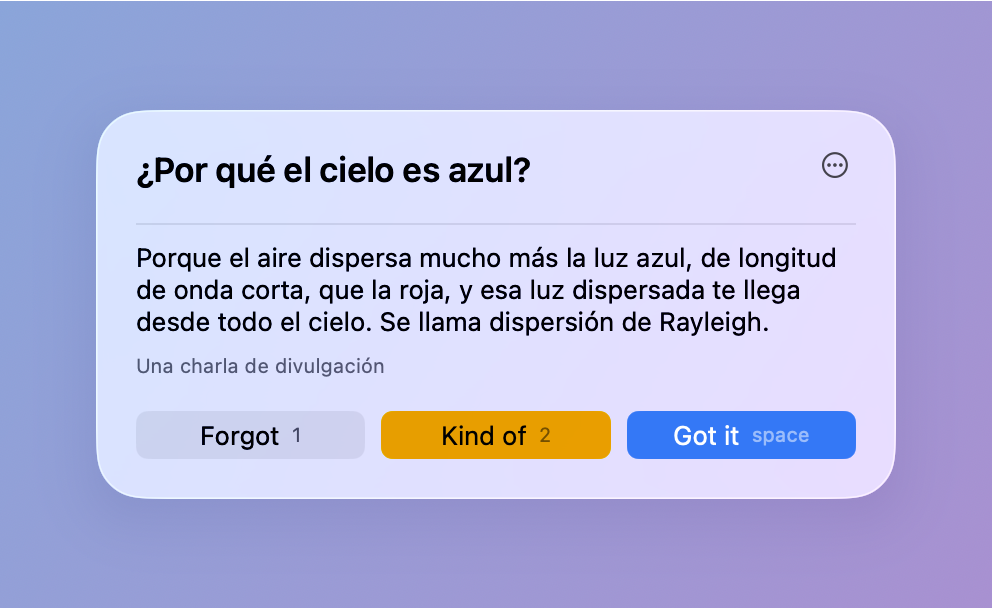 ¿Por qué el cielo es azul?
Porque el aire dispersa mucho más la luz azul, de longitud
de onda corta, que la roja, y esa luz dispersada te llega
desde todo el cielo. Se llama dispersión de Rayleigh.
Una charla de divulgación
Forgot 1 Kind of 2 Got it space